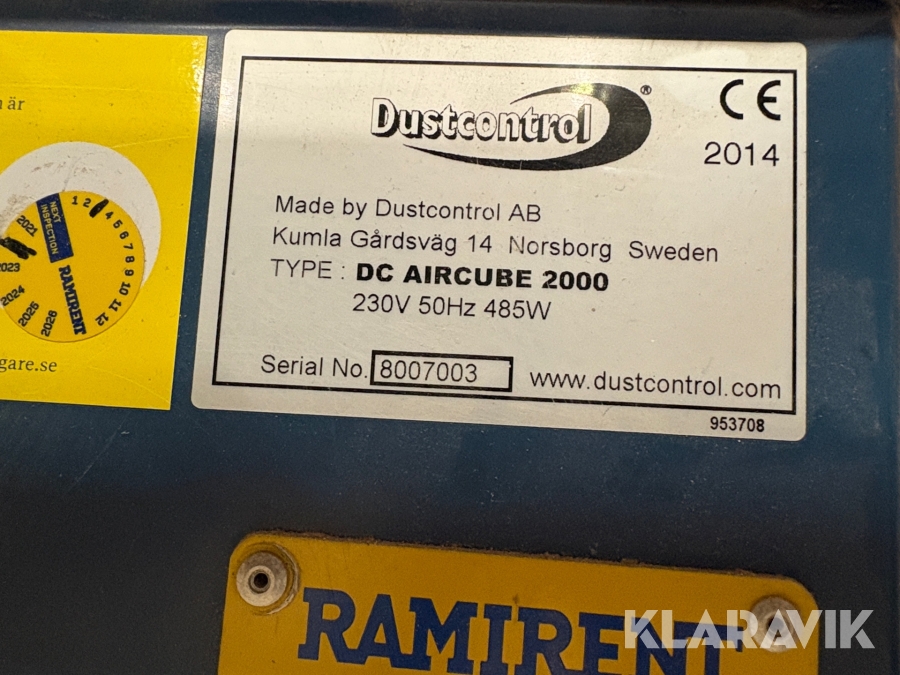 n är
NEXT INSPECTION
1 2 4 5 6 7 8 9 10 11 12
2021
2023
2024
2025
2026
RAMIRENT
gare.se
Dustcontrol®
CE
2014
Made by Dustcontrol AB
Kumla Gårdsväg 14 Norsborg Sweden
TYPE : DC AIRCUBE 2000
230V 50Hz 485W
Serial No. 8007003
www.dustcontrol.com
953708
RAMIRENT
KLARAVIK